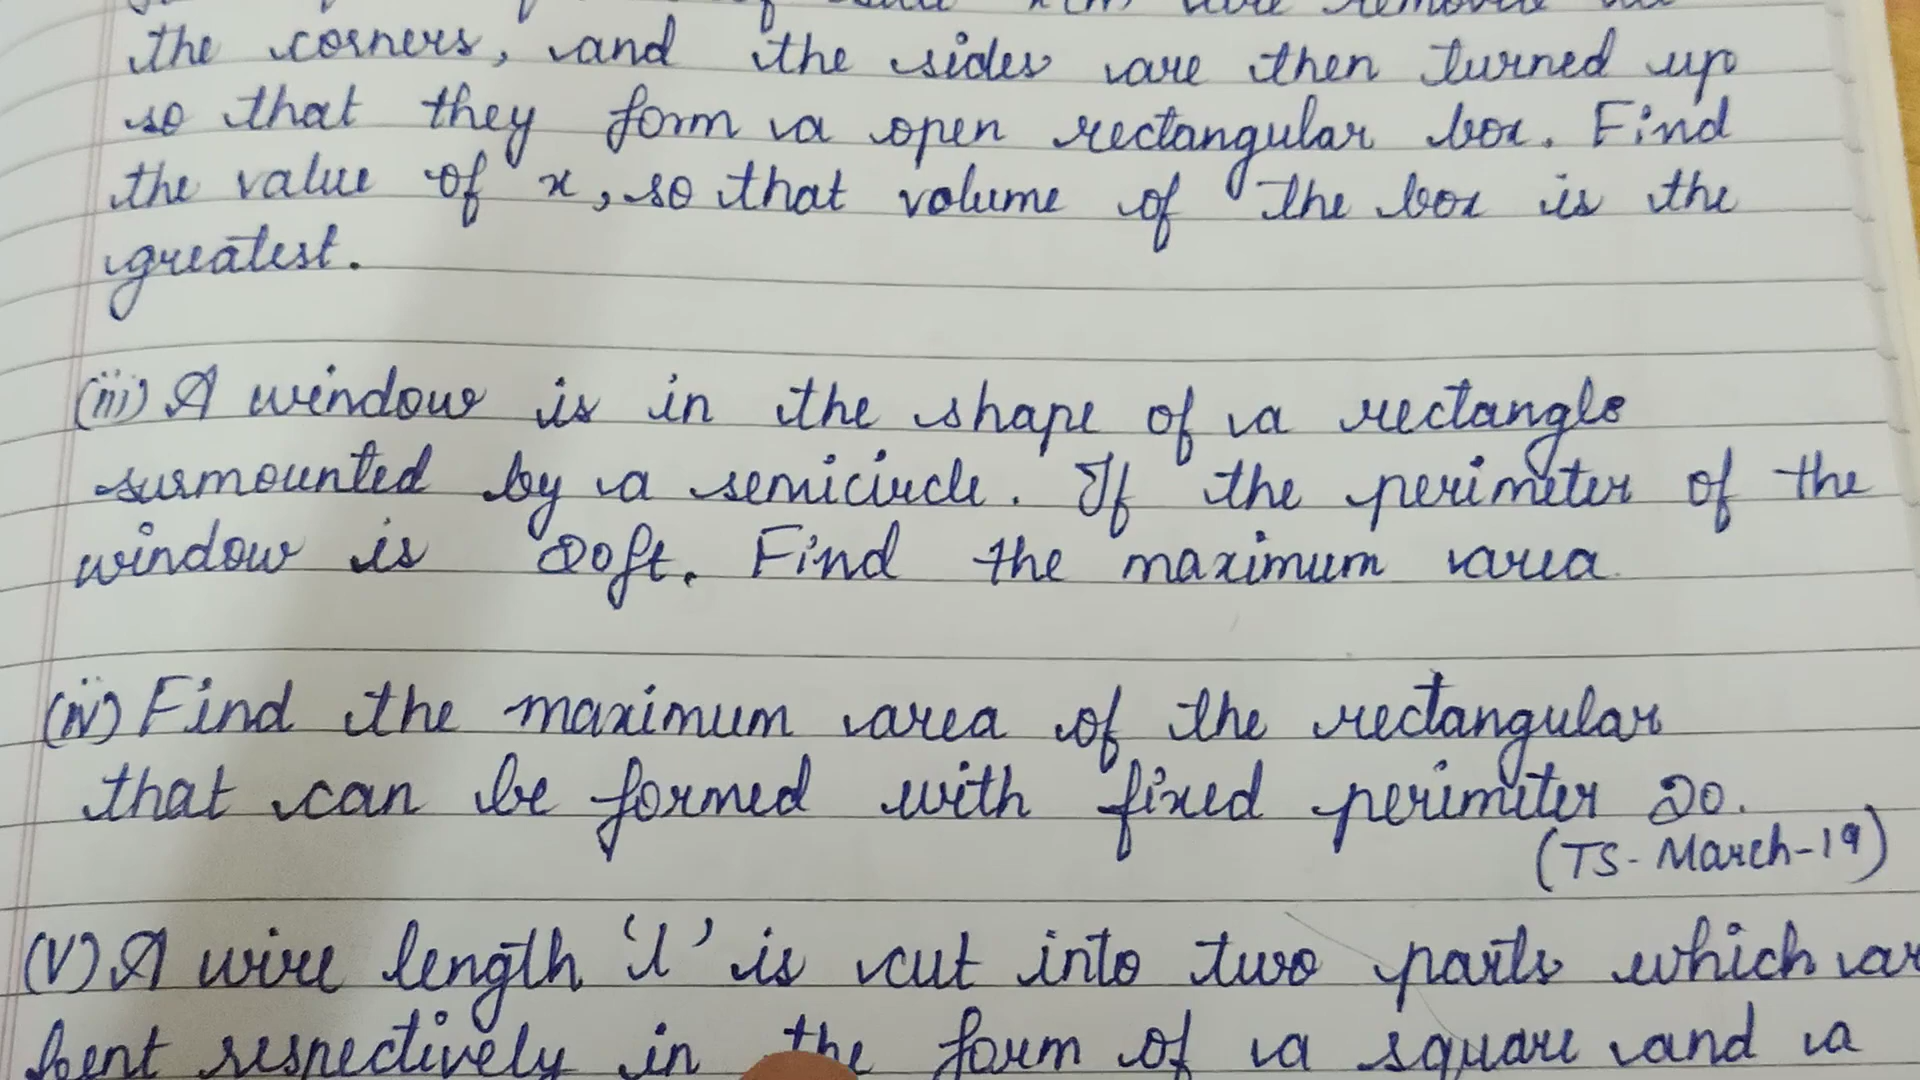 the corners, and the sides are then turned up
so that they form a open rectangular box. Find
the value of x, so that volume of the box is the
greatest.
(iii) A window is in the shape of a rectangle
surmounted by a semicircle. If the perimeter of the
window is 20ft. Find the maximum area
(iv) Find the maximum area of the rectangular
that can be formed with fixed perimeter 20.
(TS- March-19)
(V) A wire length 'l' is cut into two parts which ar
bent respectively in the form of a square and a